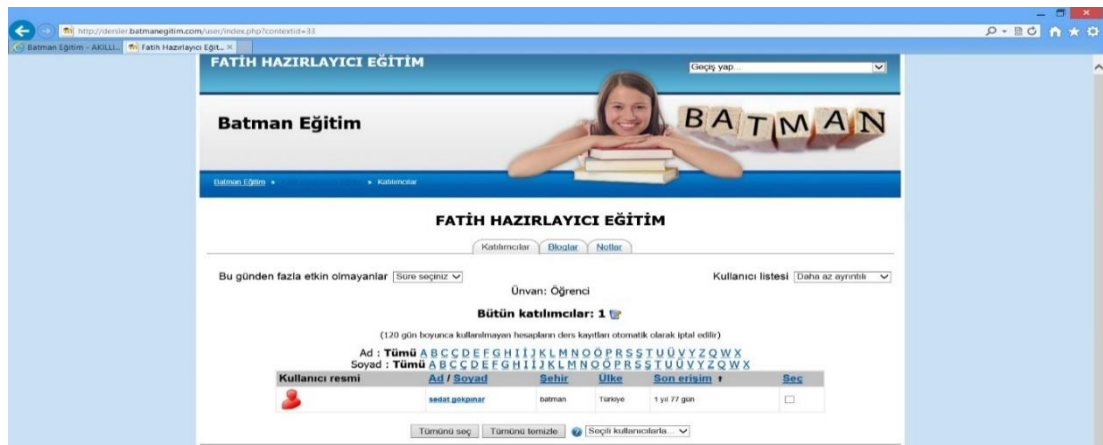 http://dersler.batmanegitim.com/user/index.php?contextid=33
Batman Eğitim - AKILLI...
Fatih Hazırlayıcı Eğit...
FATİH HAZIRLAYICI EĞİTİM
Geçiş yap...
Batman Eğitim
BATMAN
Batman Eğitim
Katılımcılar
FATİH HAZIRLAYICI EĞİTİM
Katılımcılar Bloglar Notlar
Bu günden fazla etkin olmayanlar Süre seçiniz Kullanıcı listesi Daha az ayrıntılı
Ünvan: Öğrenci
Bütün katılımcılar: 1
(120 gün boyunca kullanılmayan hesapların ders kayıtları otomatik olarak iptal edilir)
Ad : Tümü A B C Ç D E F G H I İ J K L M N O Ö P R S Ş T U Ü V Y Z Q W X
Soyad : Tümü A B C Ç D E F G H I İ J K L M N O Ö P R S Ş T U Ü V Y Z Q W X
Kullanıcı resmi Ad / Soyad Şehir Ülke Son erişim ↑ Seç
sedat gökpınar batman Türkiye 1 yıl 77 gün
Tümünü seç Tümünü temizle Seçili kullanıcılarla...